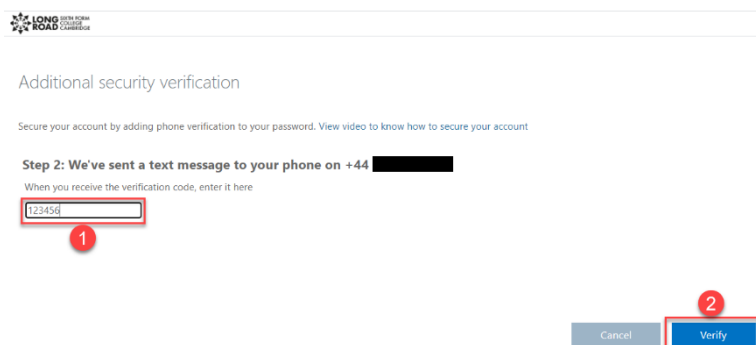 LONG SIXTH FORM
ROAD COLLEGE
CAMBRIDGE
Additional security verification
Secure your account by adding phone verification to your password. View video to know how to secure your account
Step 2: We've sent a text message to your phone on +44
When you receive the verification code, enter it here
123456
1
2
Cancel
Verify